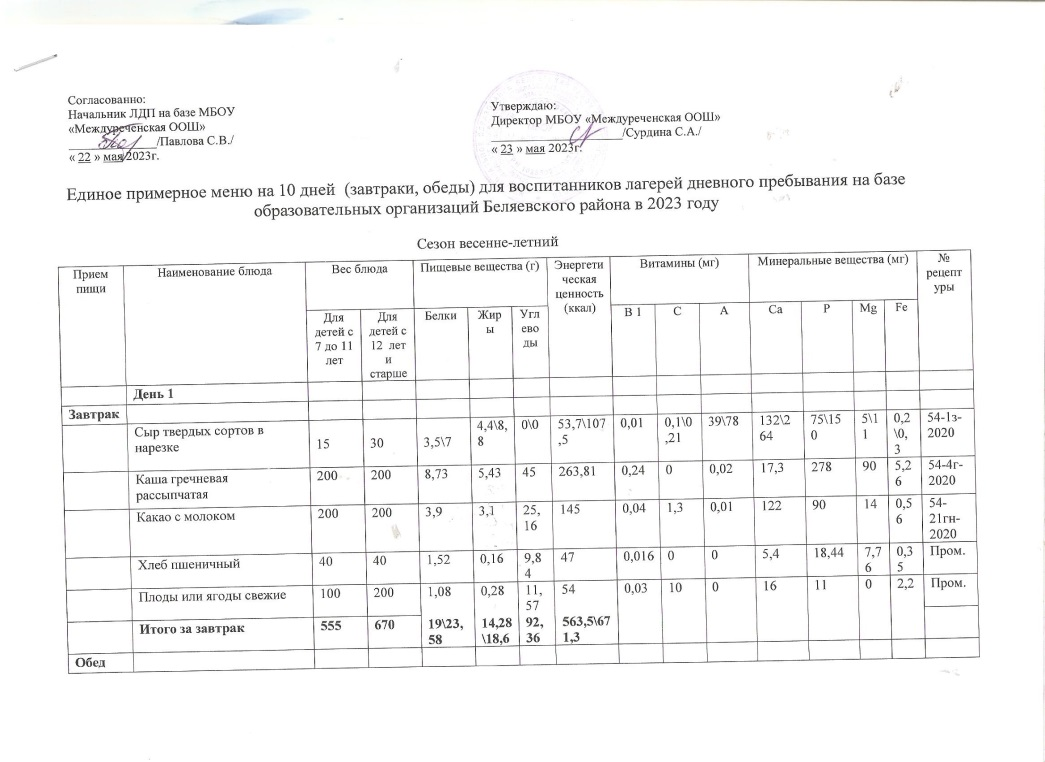 Согласованно:
Начальник ЛДП на базе МБОУ
«Междуреченская ООШ»
______________/Павлова С.В./
« 22 » мая 2023г.
Утверждаю:
Директор МБОУ «Междуреченская ООШ»
_____________________/Сурдина С.А./
« 23 » мая 2023г.
Единое примерное меню на 10 дней (завтраки, обеды) для воспитанников лагерей дневного пребывания на базе
образовательных организаций Беляевского района в 2023 году
Сезон весенне-летний
Прием пищи Наименование блюда Вес блюда Пищевые вещества (г) Энергети ческая ценность (ккал) Витамины (мг) Минеральные вещества (мг) № рецепт уры
Для детей с 7 до 11 лет Для детей с 12 лет и старше Белки Жир ы Угл ево ды В 1 С А Ca P Mg Fe
День 1
Завтрак
Сыр твердых сортов в нарезке 15 30 3,5\7 4,4\8,8 0\0 53,7\107,5 0,01 0,1\0,21 39\78 132\264 75\150 5\11 0,2\0,3 54-1з-2020
Каша гречневая рассыпчатая 200 200 8,73 5,43 45 263,81 0,24 0 0,02 17,3 278 90 5,26 54-4г-2020
Какао с молоком 200 200 3,9 3,1 25,16 145 0,04 1,3 0,01 122 90 14 0,56 54-21гн-2020
Хлеб пшеничный 40 40 1,52 0,16 9,84 47 0,016 0 0 5,4 18,44 7,76 0,35 Пром.
Плоды или ягоды свежие 100 200 1,08 0,28 11,57 54 0,03 10 0 16 11 0 2,2 Пром.
Итого за завтрак 555 670 19\23,58 14,28\18,6 92,36 563,5\671,3
Обед